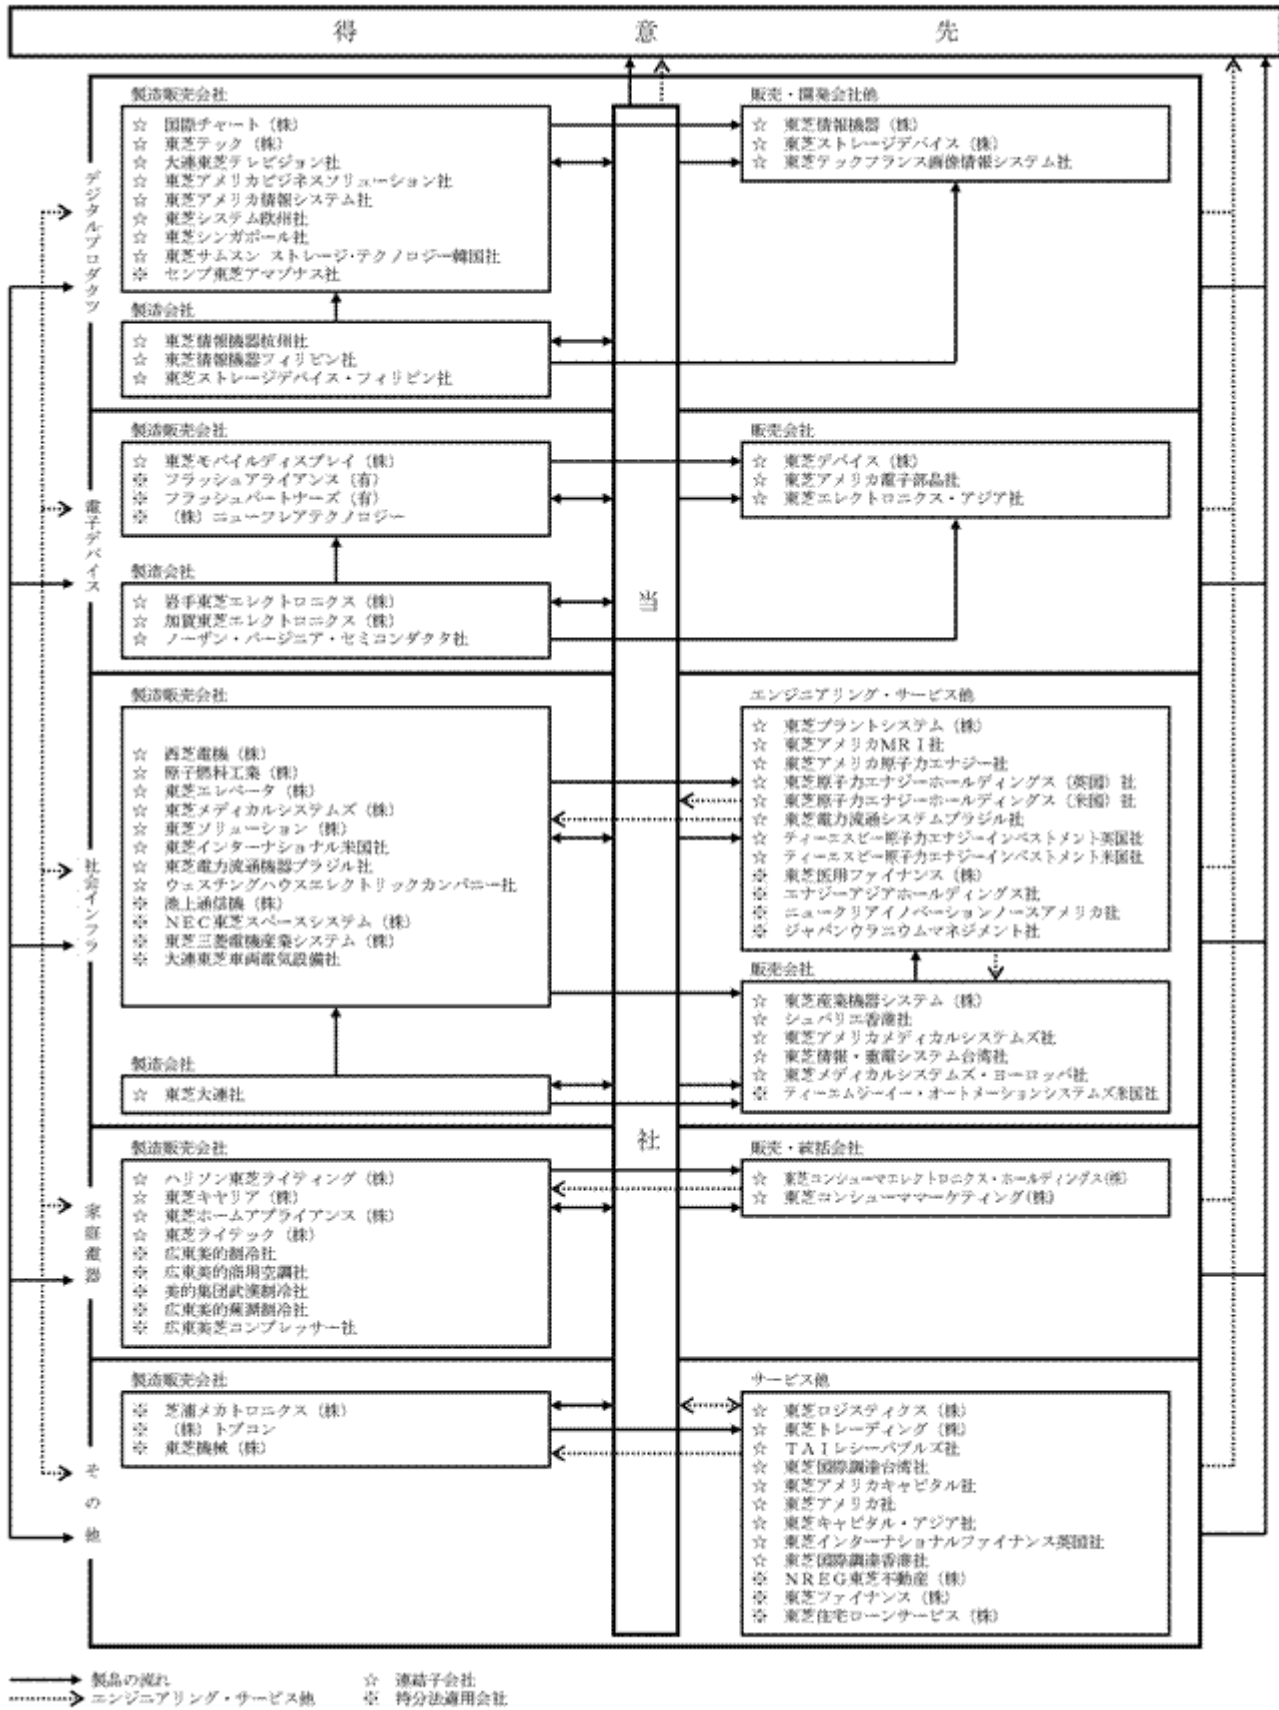 得意先
デジタルプロダクツ
製造販売会社
☆ 国際チャート（株）
☆ 東芝テック（株）
☆ 大連東芝テレビジョン社
☆ 東芝アメリカビジネスソリューション社
☆ 東芝アメリカ情報システム社
☆ 東芝システム欧州社
☆ 東芝シンガポール社
☆ 東芝サムスン ストレージ・テクノロジー韓国社
※ センプ東芝アマゾナス社
製造会社
☆ 東芝情報機器杭州社
☆ 東芝情報機器フィリピン社
☆ 東芝ストレージデバイス・フィリピン社
販売・開発会社他
☆ 東芝情報機器（株）
☆ 東芝ストレージデバイス（株）
☆ 東芝テックフランス画像情報システム社
電子デバイス
製造販売会社
☆ 東芝モバイルディスプレイ（株）
※ フラッシュアライアンス（有）
※ フラッシュパートナーズ（有）
※ （株）ニューフレアテクノロジー
製造会社
☆ 岩手東芝エレクトロニクス（株）
☆ 加賀東芝エレクトロニクス（株）
☆ ノーザン・バージニア・セミコンダクタ社
販売会社
☆ 東芝デバイス（株）
☆ 東芝アメリカ電子部品社
☆ 東芝エレクトロニクス・アジア社
当社
社会インフラ
製造販売会社
☆ 西芝電機（株）
☆ 原子燃料工業（株）
☆ 東芝エレベータ（株）
☆ 東芝メディカルシステムズ（株）
☆ 東芝ソリューション（株）
☆ 東芝インターナショナル米国社
☆ 東芝電力流通機器ブラジル社
☆ ウェスチングハウスエレクトリックカンパニー社
※ 池上通信機（株）
※ NEC東芝スペースシステム（株）
※ 東芝三菱電機産業システム（株）
※ 大連東芝車両電気設備社
製造会社
☆ 東芝大連社
エンジニアリング・サービス他
☆ 東芝プラントシステム（株）
☆ 東芝アメリカMRI社
☆ 東芝アメリカ原子力エナジー社
☆ 東芝原子力エナジーホールディングス（英国）社
☆ 東芝原子力エナジーホールディングス（米国）社
☆ 東芝電力流通システムブラジル社
☆ ティーエスビー原子力エナジーインベストメント英国社
☆ ティーエスビー原子力エナジーインベストメント米国社
※ 東芝医用ファイナンス（株）
※ エナジーアジアホールディングス社
※ ニュークリアイノベーションノースアメリカ社
※ ジャパンウラニウムマネジメント社
販売会社
☆ 東芝産業機器システム（株）
☆ シュバリエ香港社
☆ 東芝アメリカメディカルシステムズ社
☆ 東芝情報・重電システム台湾社
☆ 東芝メディカルシステムズ・ヨーロッパ社
※ ティーエムジーイー・オートメーションシステムズ米国社
家庭電器
製造販売会社
☆ ハリソン東芝ライティング（株）
☆ 東芝キヤリア（株）
☆ 東芝ホームアプライアンス（株）
☆ 東芝ライテック（株）
※ 広東美的制冷社
※ 広東美的商用空調社
※ 美的集団武漢制冷社
※ 広東美的蕪湖制冷社
※ 広東美芝コンプレッサー社
販売・統括会社
☆ 東芝コンシューマエレクトロニクス・ホールディングス(株)
☆ 東芝コンシューママーケティング(株)
その他
製造販売会社
※ 芝浦メカトロニクス（株）
※ （株）トプコン
※ 東芝機械（株）
サービス他
☆ 東芝ロジスティクス（株）
☆ 東芝トレーディング（株）
☆ TAIレシーバブルズ社
☆ 東芝国際調達台湾社
☆ 東芝アメリカキャピタル社
☆ 東芝アメリカ社
☆ 東芝キャピタル・アジア社
☆ 東芝インターナショナルファイナンス英国社
☆ 東芝国際調達香港社
※ NREG東芝不動産（株）
※ 東芝ファイナンス（株）
※ 東芝住宅ローンサービス（株）
製品の流れ
エンジニアリング・サービス他
☆ 連結子会社
※ 持分法適用会社